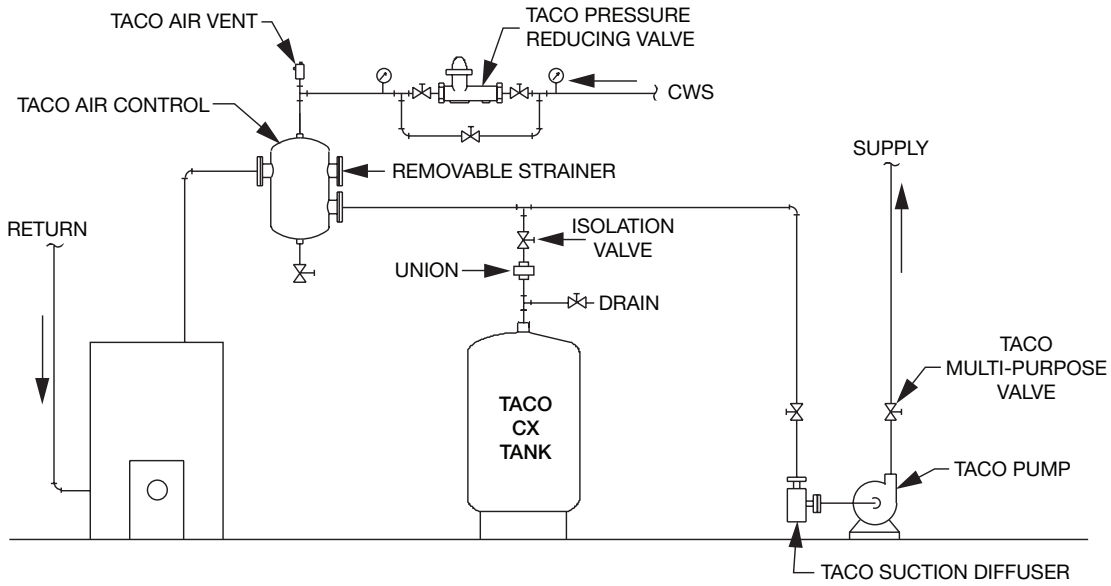 TACO AIR VENT
TACO PRESSURE
REDUCING VALVE
CWS
TACO AIR CONTROL
REMOVABLE STRAINER
SUPPLY
RETURN
ISOLATION
VALVE
UNION
DRAIN
TACO
MULTI-PURPOSE
VALVE
TACO
CX
TANK
TACO PUMP
TACO SUCTION DIFFUSER